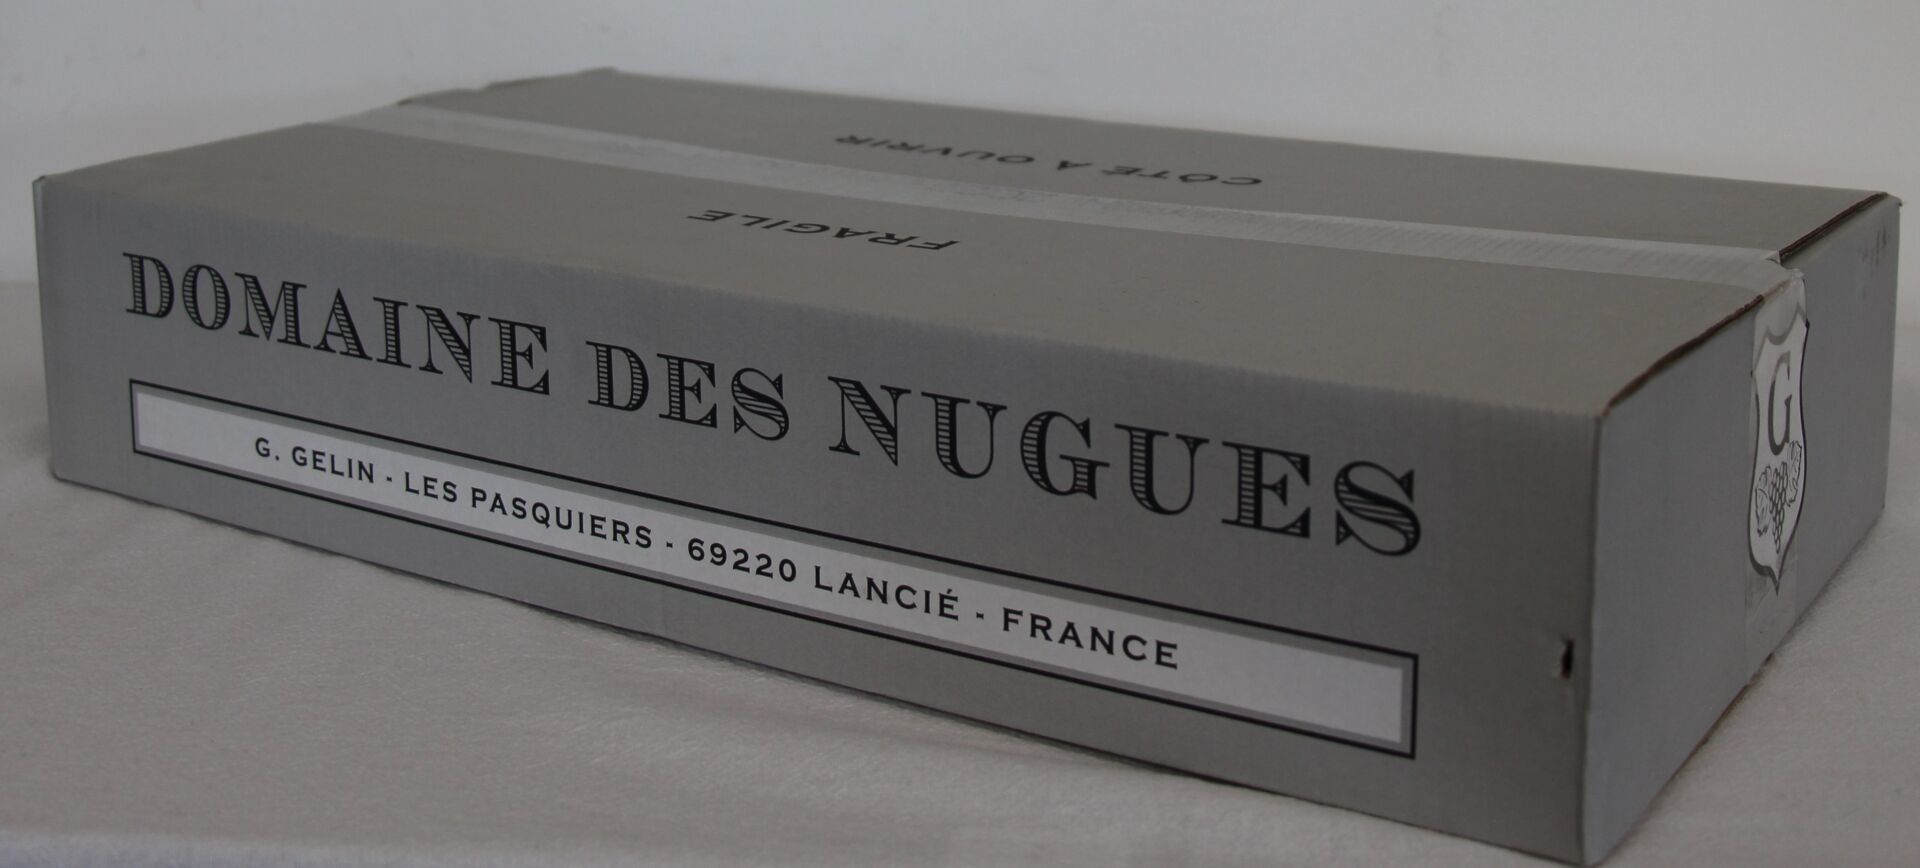 CÔTÉ À OUVRIR
FRAGILE
DOMAINE DES NUGUES
G. GELIN - LES PASQUIERS - 69220 LANCIÉ - FRANCE
G